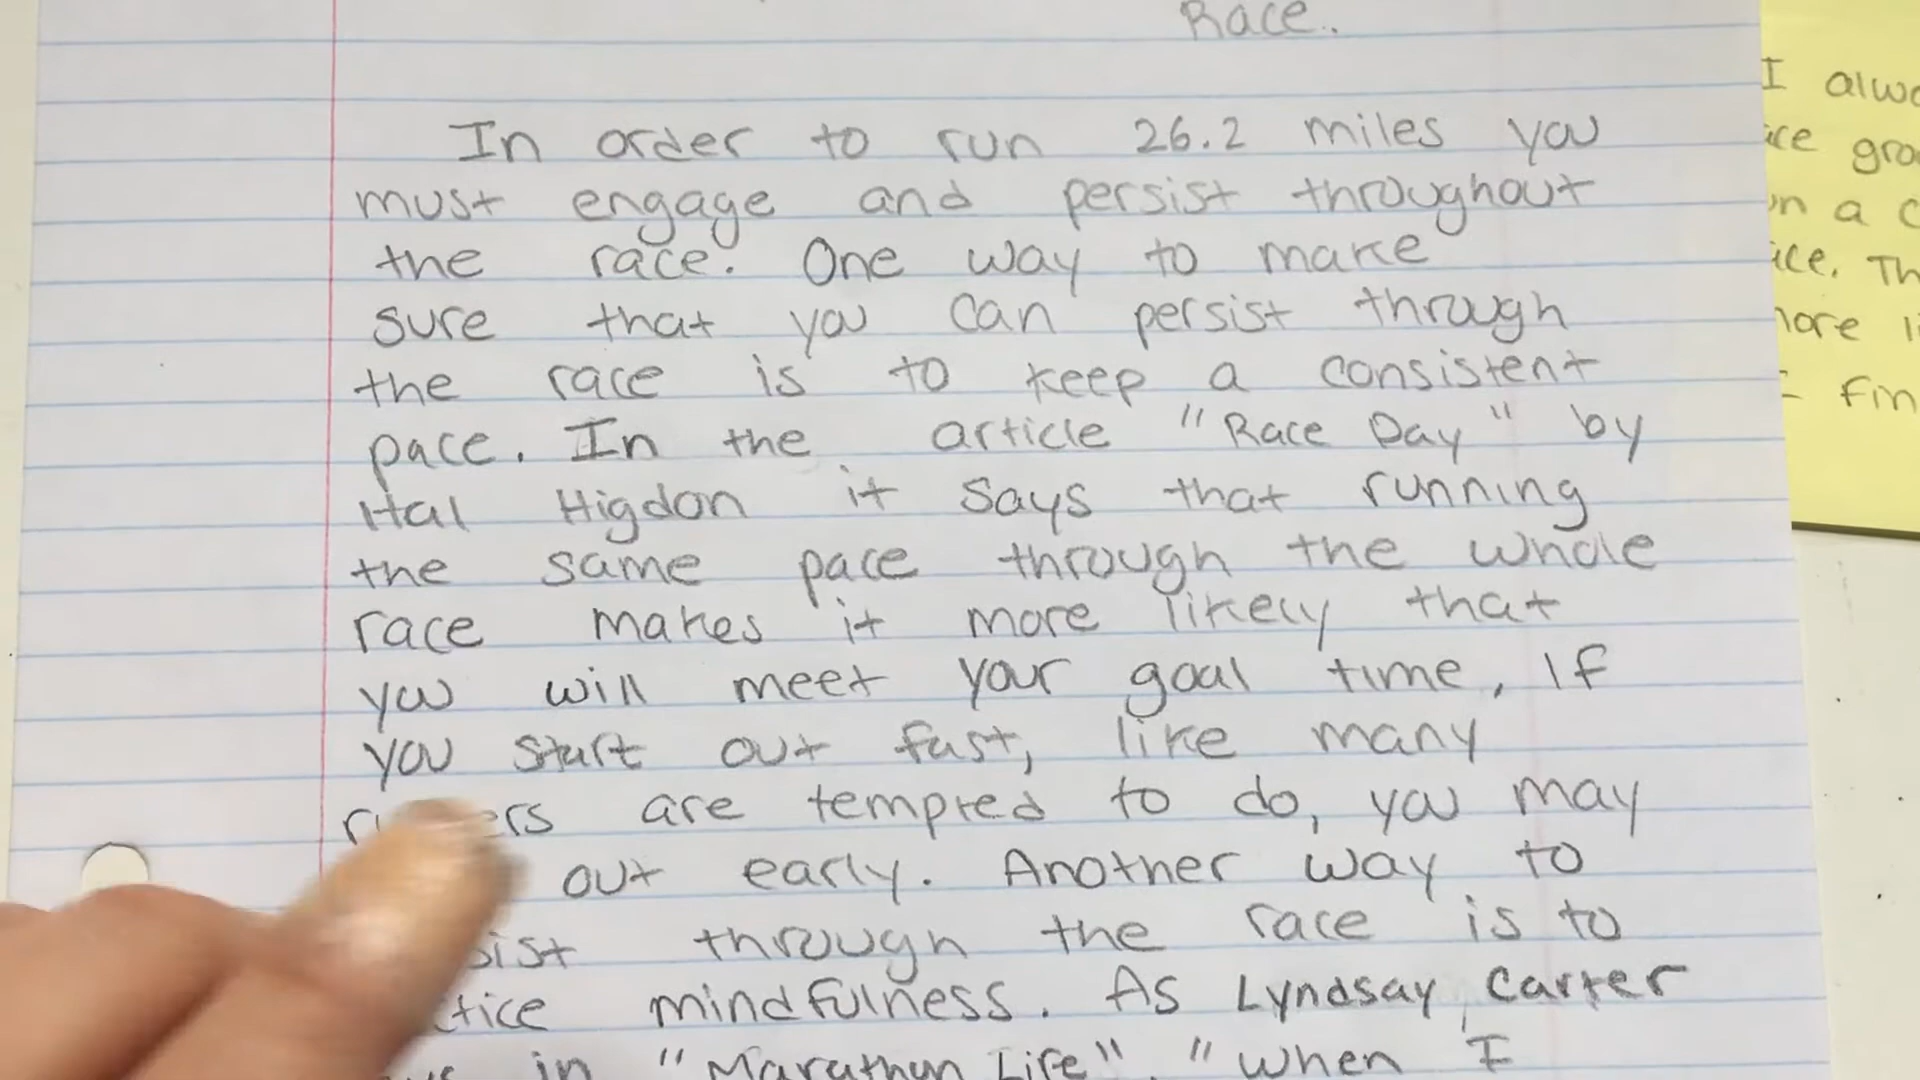 Race.
In order to run 26.2 miles you
must engage and persist throughout
the race. One way to make
sure that you can persist through
the race is to keep a consistent
pace. In the article "Race Day" by
Hal Higdon it says that running
the same pace through the whole
race makes it more likely that
you will meet your goal time. If
you start out fast, like many
are tempted to do, you may
out early. Another way to
through the race is to
mindfulness. As Lyndsay Carter
in "Marathon Life", "When I
I
gro
in a c
Th
more
fin